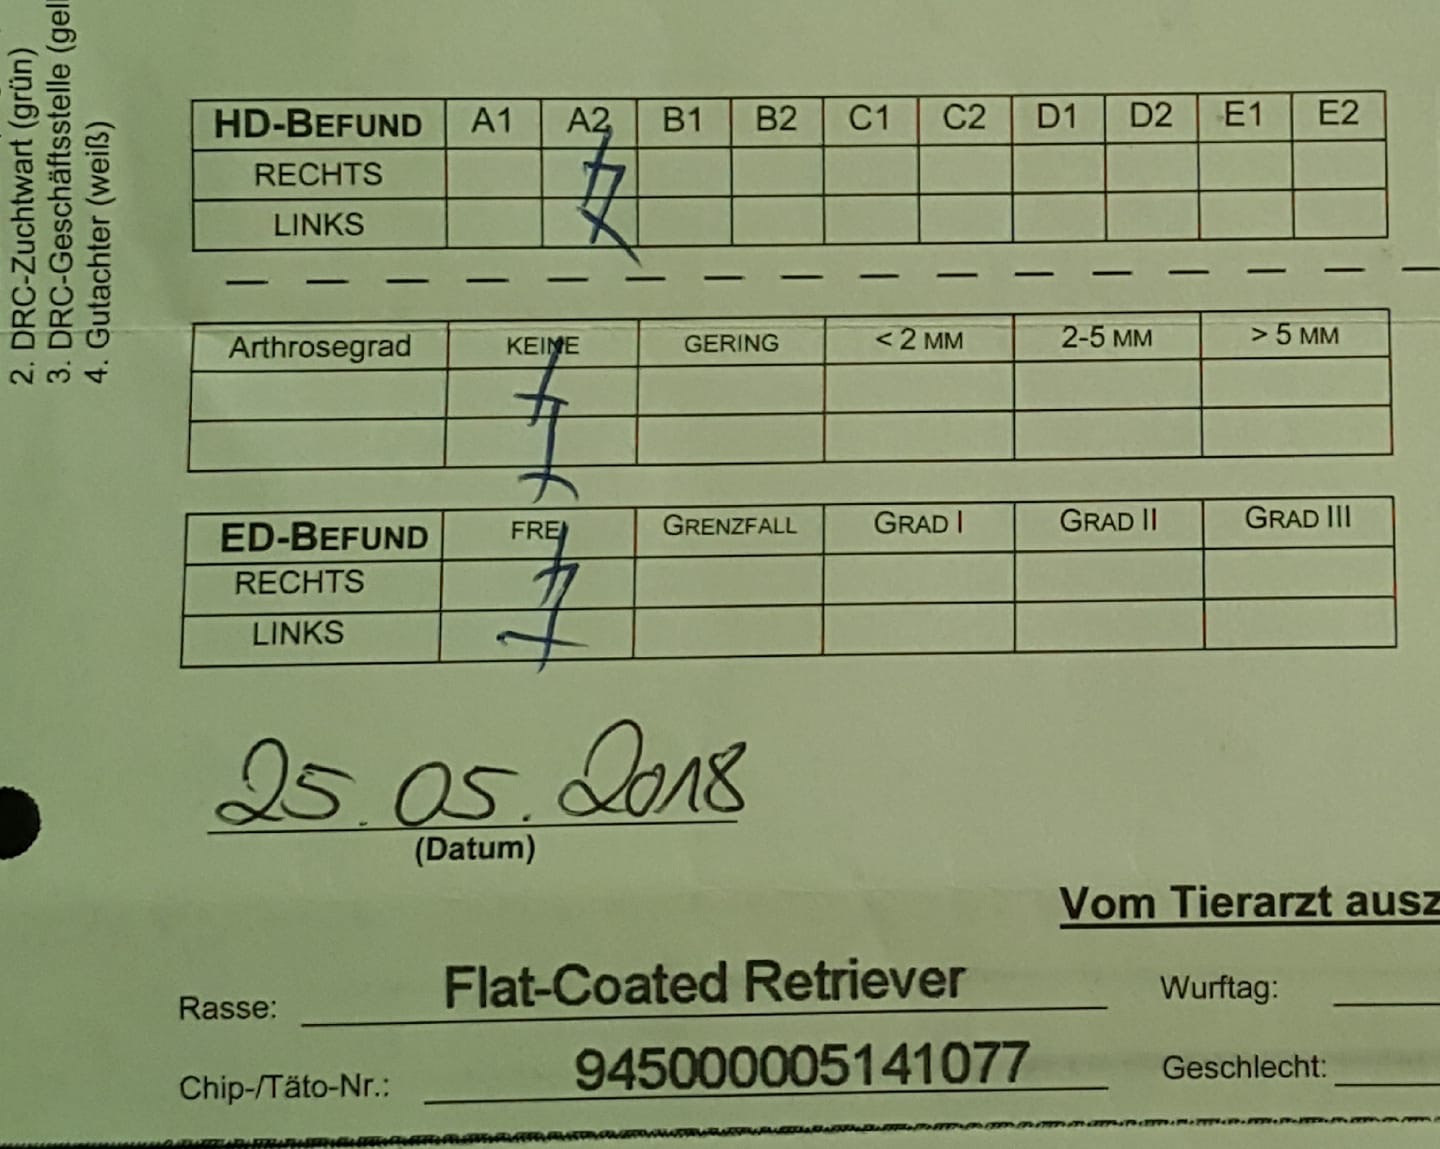 2. DRC-Zuchtwart (grün)
3. DRC-Geschäftsstelle (gel
4. Gutachter (weiß)
HD-BEFUND A1 A2 B1 B2 C1 C2 D1 D2 E1 E2
RECHTS
LINKS
Arthrosegrad KEINE GERING < 2 MM 2-5 MM > 5 MM
ED-BEFUND FREI GRENZFALL GRAD I GRAD II GRAD III
RECHTS
LINKS
25.05.2018
(Datum)
Vom Tierarzt ausz
Rasse: Flat-Coated Retriever Wurftag:
Chip-/Täto-Nr.: 945000005141077 Geschlecht: